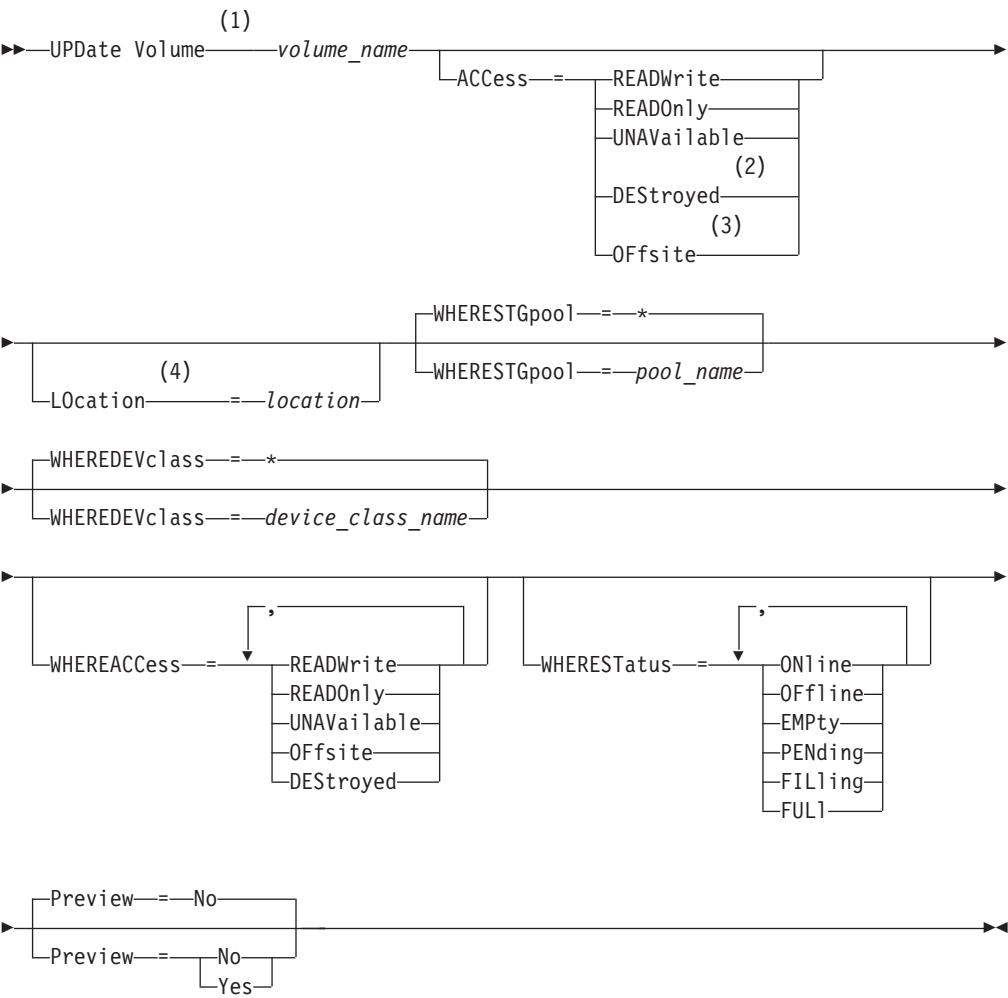 (1)
UPDate Volume volume_name
ACCess = READWrite
READOnly
UNAVailable
(2)
DEStroyed
(3)
OFfsite
WHERESTGpool = *
(4)
LOcation = location
WHERESTGpool = pool_name
WHEREDEVclass = *
WHEREDEVclass = device_class_name
,
WHEREACCess = READWrite
READOnly
UNAVailable
OFfsite
DEStroyed
,
WHERESTatus = ONline
OFfline
EMPty
PENding
FILling
FULl
Preview = No
Preview = No
Yes